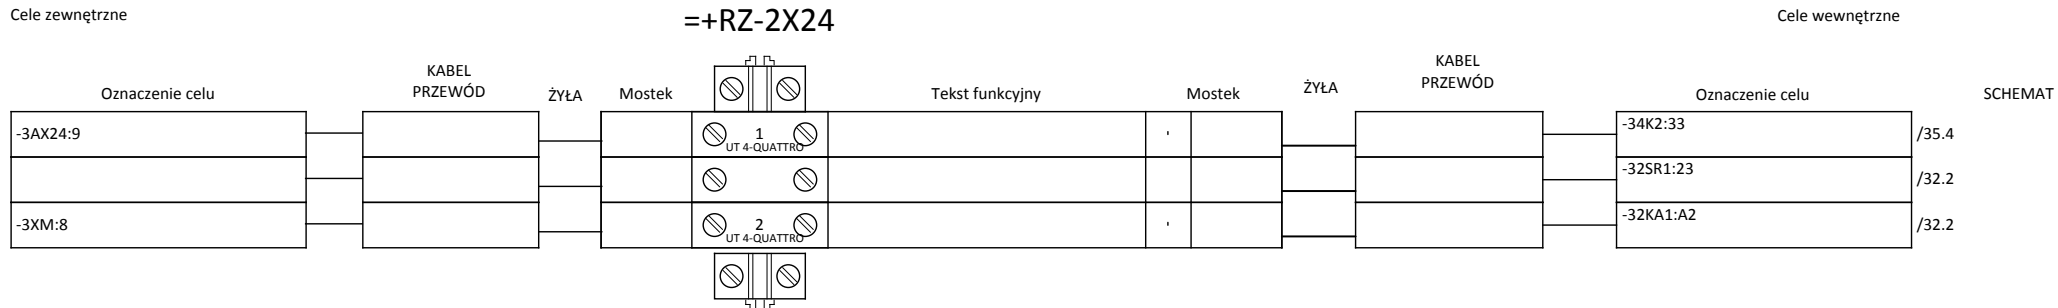 Cele zewnętrzne
=+RZ-2X24
Cele wewnętrzne
Oznaczenie celu
KABEL
PRZEWÓD
ŻYŁA
Mostek
Tekst funkcyjny
Mostek
ŻYŁA
KABEL
PRZEWÓD
Oznaczenie celu
SCHEMAT
-3AX24:9
1
UT 4-QUATTRO
-34K2:33
/35.4
-32SR1:23
/32.2
-3XM:8
2
UT 4-QUATTRO
-32KA1:A2
/32.2